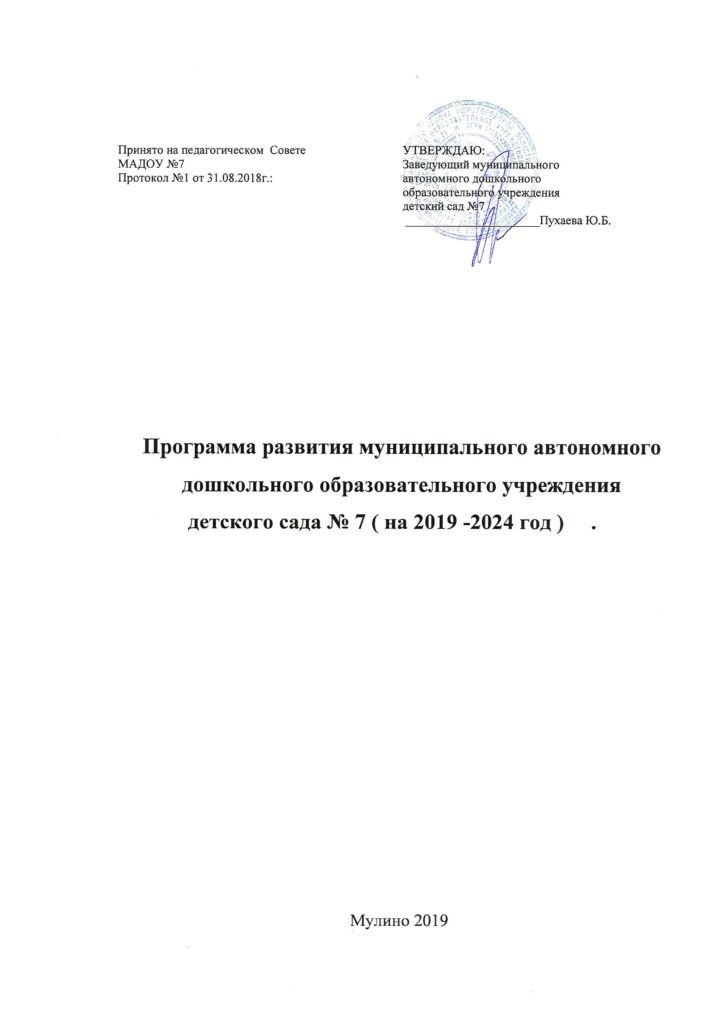 Принято на педагогическом  Совете
МАДОУ №7
Протокол №1 от 31.08.2018г.:
УТВЕРЖДАЮ:
Заведующий муниципального
автономного дошкольного
образовательного учреждения
детский сад №7
Пухаева Ю.Б.
Программа развития муниципального автономного
дошкольного образовательного учреждения
детского сада № 7 ( на 2019 -2024 год )     .
Мулино 2019